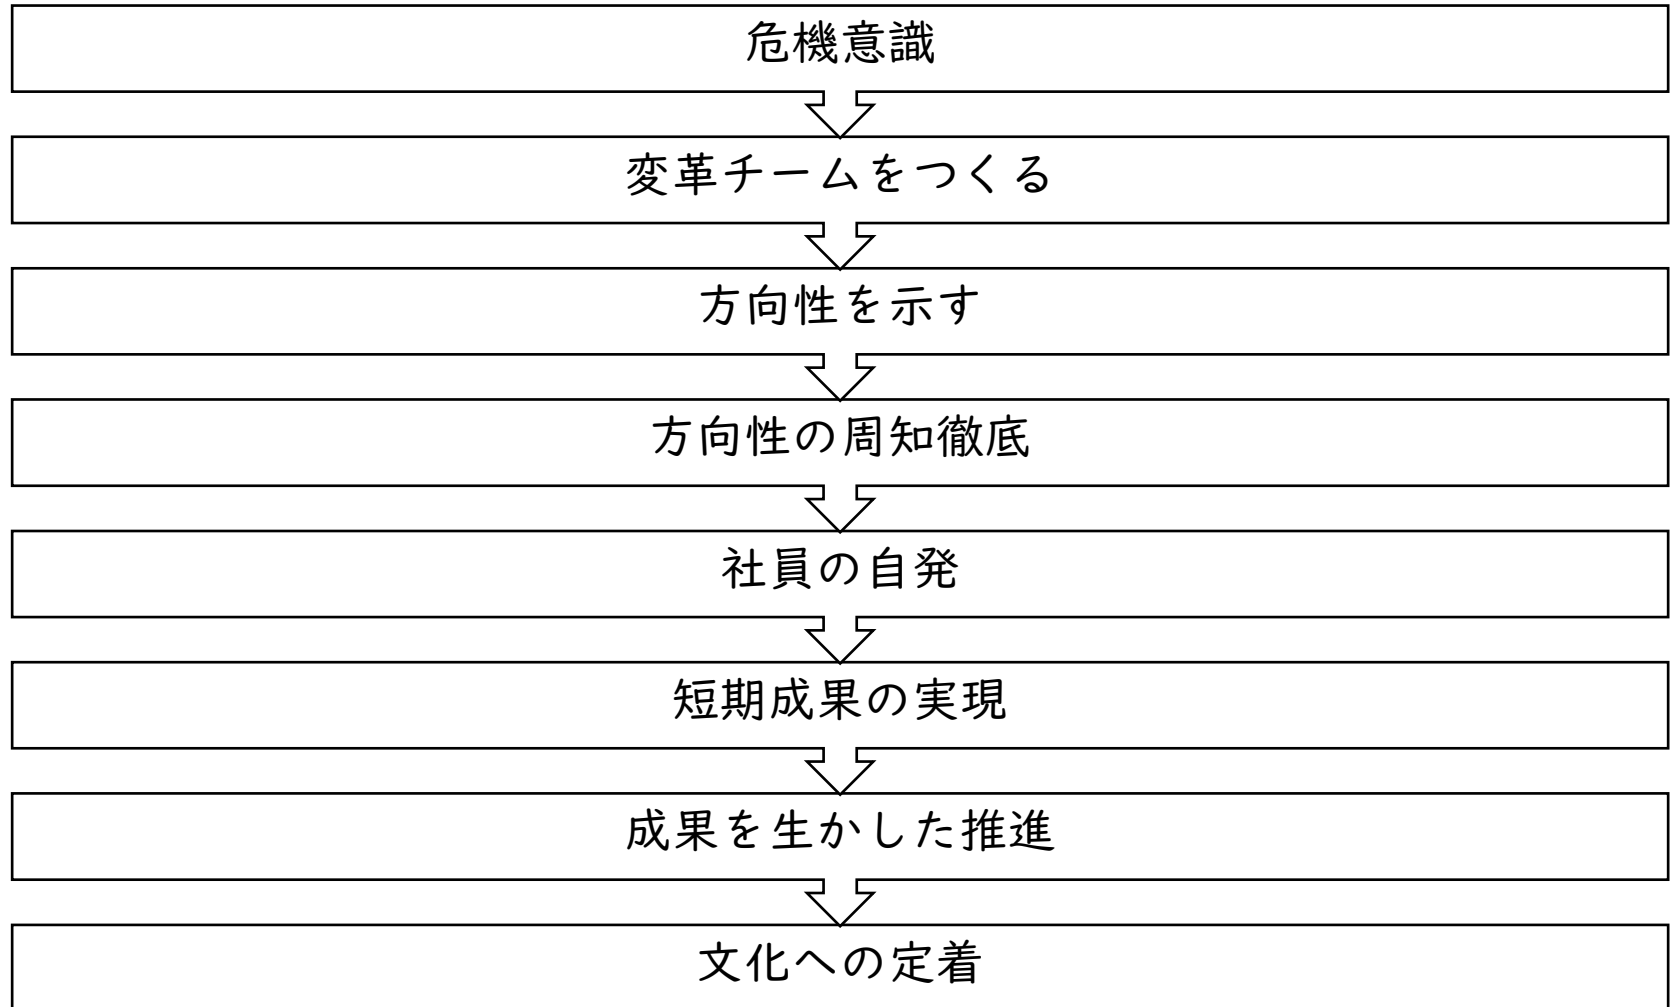 危機意識
変革チームをつくる
方向性を示す
方向性の周知徹底
社員の自発
短期成果の実現
成果を生かした推進
文化への定着